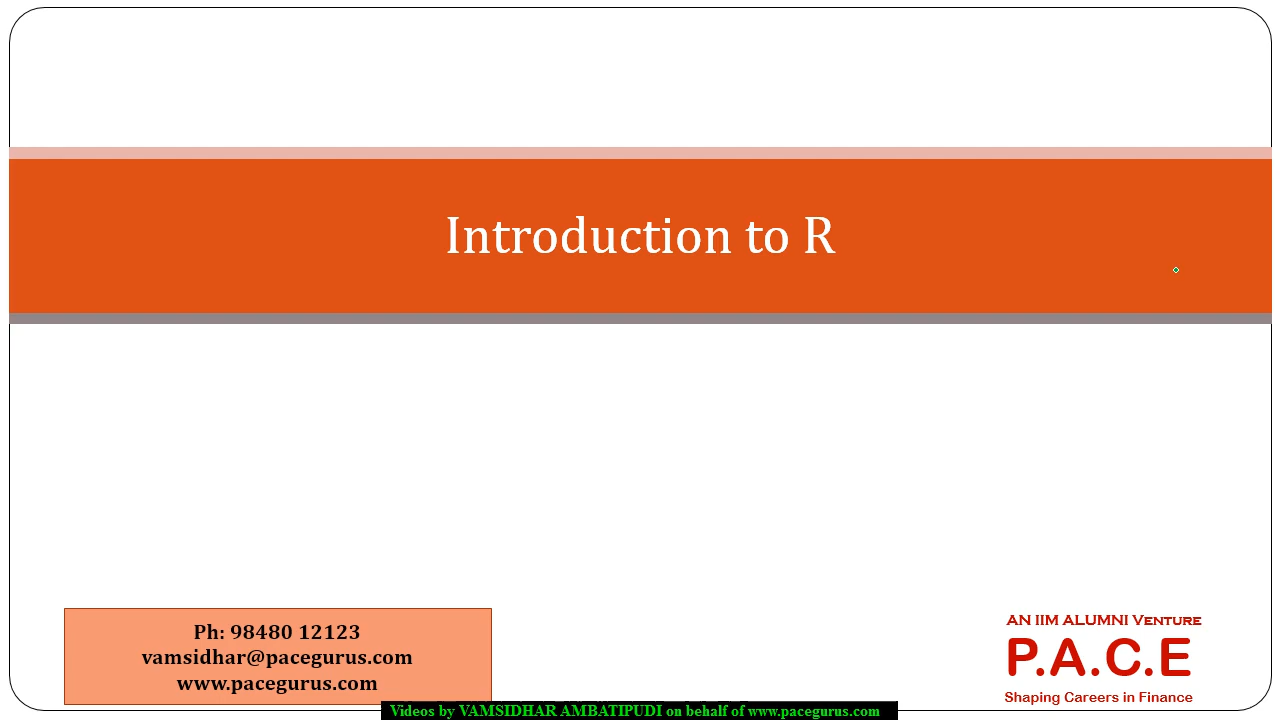 Introduction to R
Ph: 98480 12123
vamsidhar@pacegurus.com
www.pacegurus.com
AN IIM ALUMNI VENTURE
P.A.C.E
Shaping Careers in Finance
Videos by VAMSIDHAR AMBATIPUDI on behalf of www.pacegurus.com